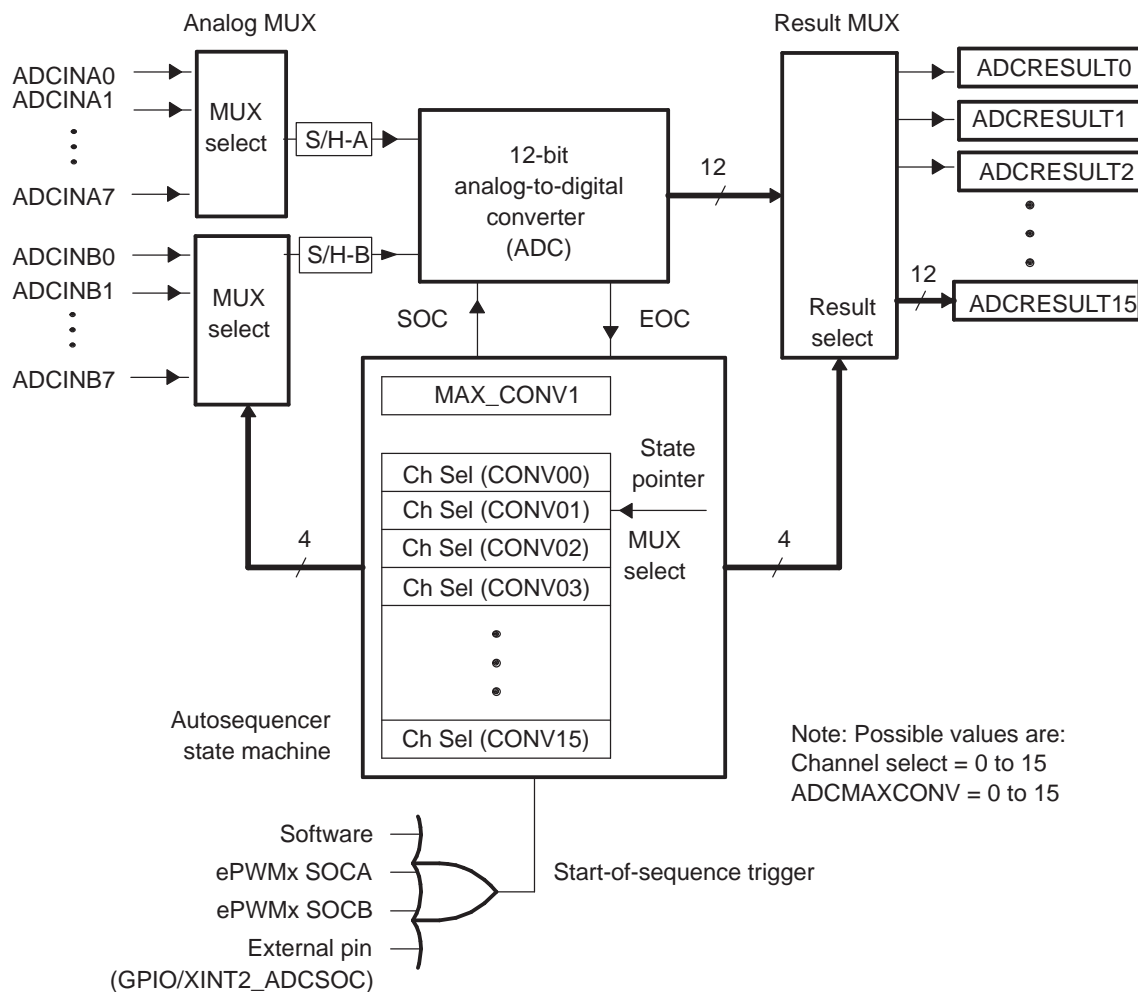 Analog MUX
Result MUX
ADCINA0
ADCINA1
ADCINA7
MUX
select
S/H-A
12-bit
analog-to-digital
converter
(ADC)
12
ADCRESULT0
ADCRESULT1
ADCRESULT2
12
ADCRESULT15
Result
select
ADCINB0
ADCINB1
ADCINB7
MUX
select
S/H-B
SOC
EOC
MAX_CONV1
Ch Sel (CONV00)
Ch Sel (CONV01)
Ch Sel (CONV02)
Ch Sel (CONV03)
Ch Sel (CONV15)
State
pointer
MUX
select
4
4
Autosequencer
state machine
Note: Possible values are:
Channel select = 0 to 15
ADCMAXCONV = 0 to 15
Software
ePWMx SOCA
ePWMx SOCB
External pin
(GPIO/XINT2_ADCSOC)
Start-of-sequence trigger